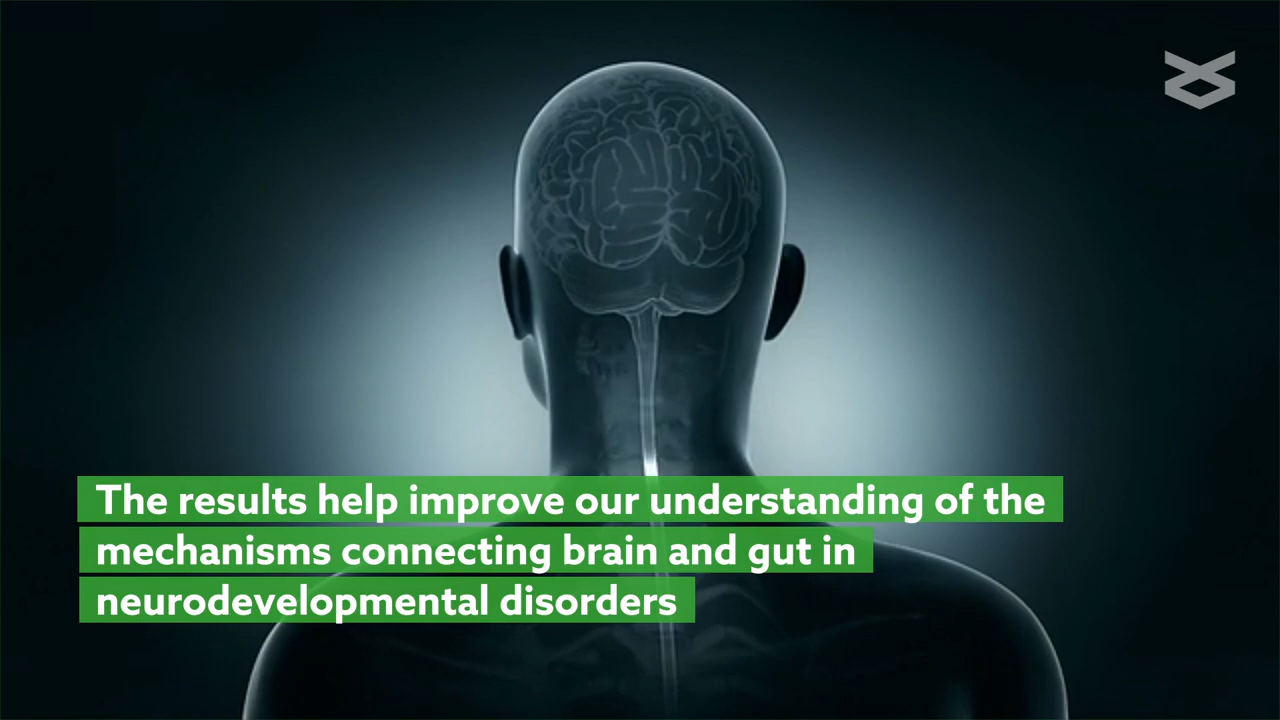 The results help improve our understanding of the
mechanisms connecting brain and gut in
neurodevelopmental disorders